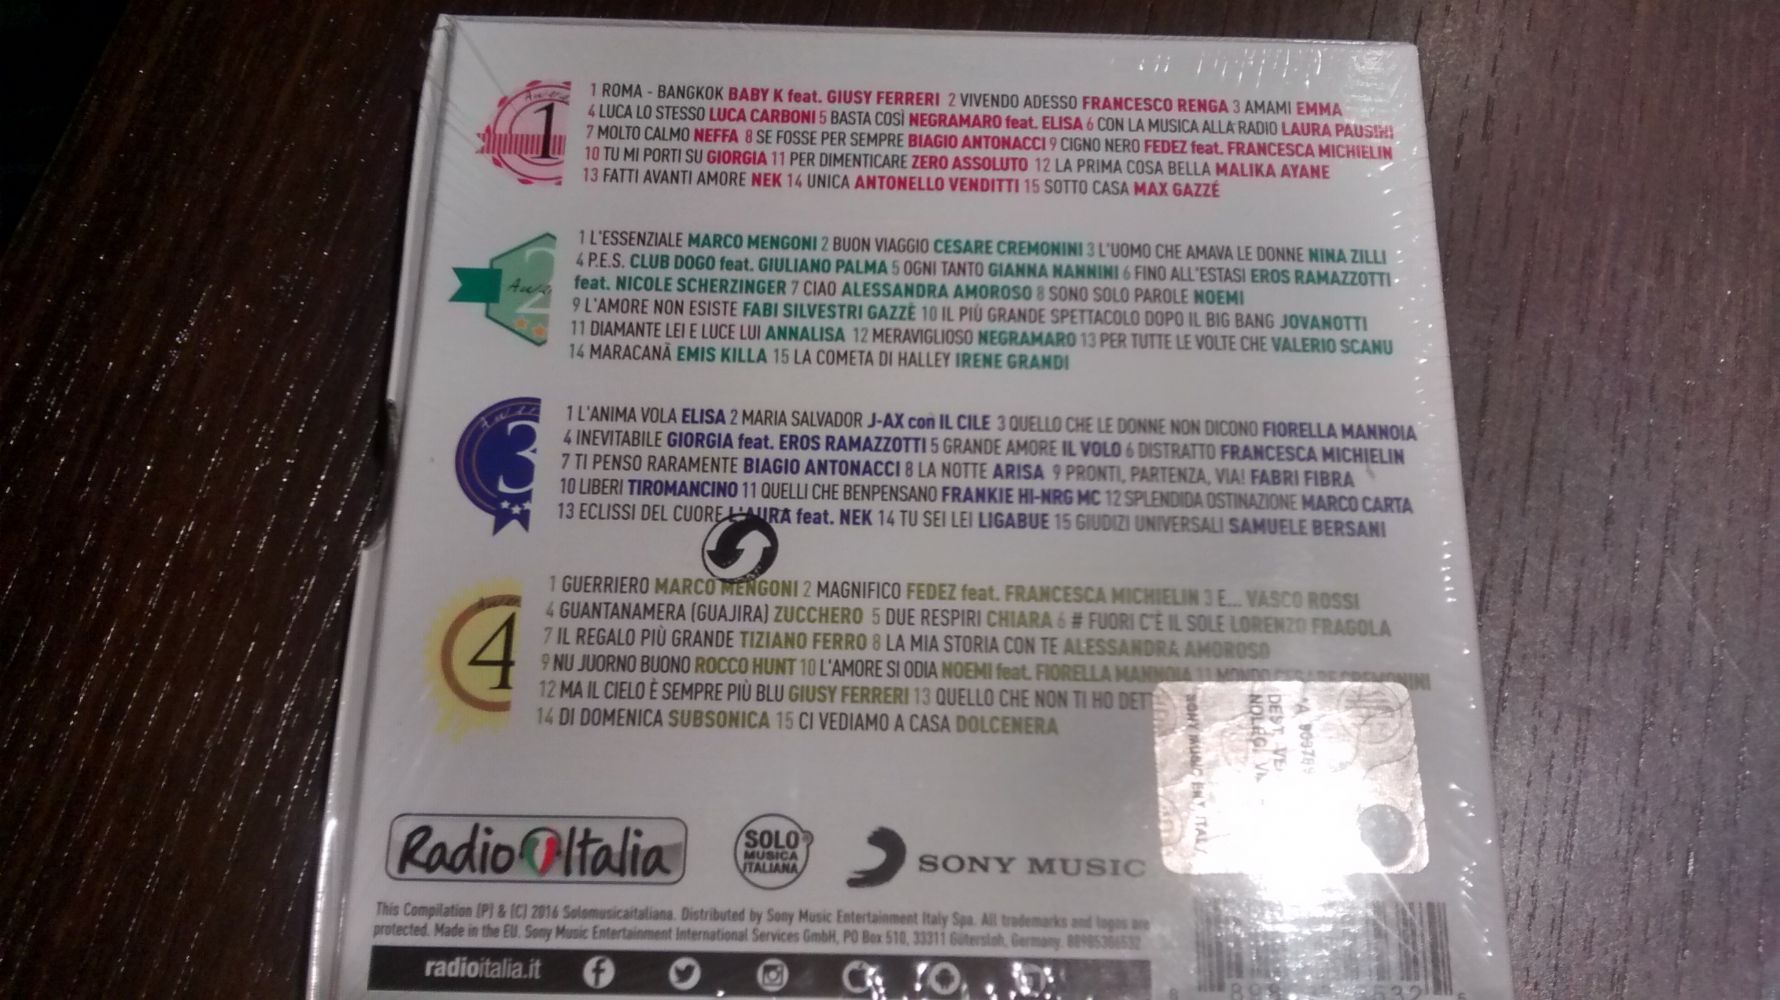 1
1 ROMA - BANGKOK BABY K feat. GIUSY FERRERI 2 VIVENDO ADESSO FRANCESCO RENGA 3 AMAMI EMMA
4 LUCA LO STESSO LUCA CARBONI 5 BASTA COSÌ NEGRAMARO feat. ELISA 6 CON LA MUSICA ALLA RADIO LAURA PAUSINI
7 MOLTO CALMO NEFFA 8 SE FOSSE PER SEMPRE BIAGIO ANTONACCI 9 CIGNO NERO FEDEZ feat. FRANCESCA MICHIELIN
10 TU MI PORTI SU GIORGIA 11 PER DIMENTICARE ZERO ASSOLUTO 12 LA PRIMA COSA BELLA MALIKA AYANE
13 FATTI AVANTI AMORE NEK 14 UNICA ANTONELLO VENDITTI 15 SOTTO CASA MAX GAZZÉ
2
1 L'ESSENZIALE MARCO MENGONI 2 BUON VIAGGIO CESARE CREMONINI 3 L'UOMO CHE AMAVA LE DONNE NINA ZILLI
4 P.E.S. CLUB DOGO feat. GIULIANO PALMA 5 OGNI TANTO GIANNA NANNINI 6 FINO ALL'ESTASI EROS RAMAZZOTTI
feat. NICOLE SCHERZINGER 7 CIAO ALESSANDRA AMOROSO 8 SONO SOLO PAROLE NOEMI
9 L'AMORE NON ESISTE FABI SILVESTRI GAZZÈ 10 IL PIÙ GRANDE SPETTACOLO DOPO IL BIG BANG JOVANOTTI
11 DIAMANTE LEI E LUCE LUI ANNALISA 12 MERAVIGLIOSO NEGRAMARO 13 PER TUTTE LE VOLTE CHE VALERIO SCANU
14 MARACANÃ EMIS KILLA 15 LA COMETA DI HALLEY IRENE GRANDI
3
1 L'ANIMA VOLA ELISA 2 MARIA SALVADOR J-AX con IL CILE 3 QUELLO CHE LE DONNE NON DICONO FIORELLA MANNOIA
4 INEVITABILE GIORGIA feat. EROS RAMAZZOTTI 5 GRANDE AMORE IL VOLO 6 DISTRATTO FRANCESCA MICHIELIN
7 TI PENSO RARAMENTE BIAGIO ANTONACCI 8 LA NOTTE ARISA 9 PRONTI, PARTENZA, VIA! FABRI FIBRA
10 LIBERI TIROMANCINO 11 QUELLI CHE BENPENSANO FRANKIE HI-NRG MC 12 SPLENDIDA OSTINAZIONE MARCO CARTA
13 ECLISSI DEL CUORE L'AURA feat. NEK 14 TU SEI LEI LIGABUE 15 GIUDIZI UNIVERSALI SAMUELE BERSANI
4
1 GUERRIERO MARCO MENGONI 2 MAGNIFICO FEDEZ feat. FRANCESCA MICHIELIN 3 E... VASCO ROSSI
4 GUANTANAMERA (GUAJIRA) ZUCCHERO 5 DUE RESPIRI CHIARA 6 # FUORI C'È IL SOLE LORENZO FRAGOLA
7 IL REGALO PIÙ GRANDE TIZIANO FERRO 8 LA MIA STORIA CON TE ALESSANDRA AMOROSO
9 NU JUORNO BUONO ROCCO HUNT 10 L'AMORE SI ODIA NOEMI feat. FIORELLA MANNOIA 11 MONDO CESARE CREMONINI
12 MA IL CIELO È SEMPRE PIÙ BLU GIUSY FERRERI 13 QUELLO CHE NON TI HO DETT
14 DI DOMENICA SUBSONICA 15 CI VEDIAMO A CASA DOLCENERA
Radio Italia
SOLO
MUSICA
ITALIANA
SONY MUSIC
This Compilation (P) & (C) 2016 Solomusicaitaliana. Distributed by Sony Music Entertainment Italy Spa. All trademarks and logos are
protected. Made in the EU. Sony Music Entertainment International Services GmbH, PO Box 510, 33311 Gütersloh, Germany. 88985306532
radioitalia.it